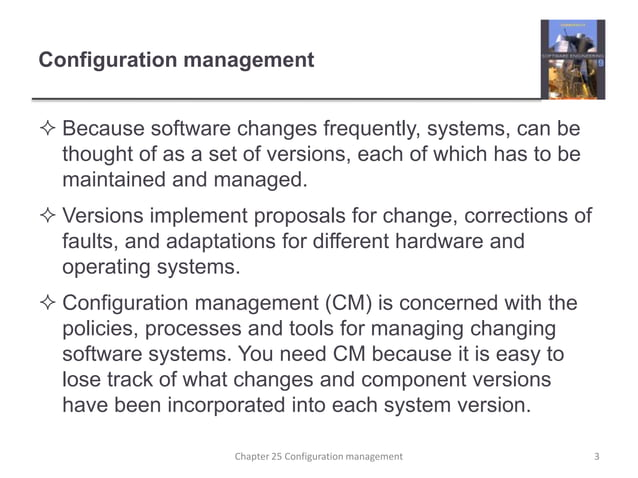 Configuration management
SOFTWARE ENGINEERING
9
✧ Because software changes frequently, systems, can be
thought of as a set of versions, each of which has to be
maintained and managed.
✧ Versions implement proposals for change, corrections of
faults, and adaptations for different hardware and
operating systems.
✧ Configuration management (CM) is concerned with the
policies, processes and tools for managing changing
software systems. You need CM because it is easy to
lose track of what changes and component versions
have been incorporated into each system version.
Chapter 25 Configuration management
3